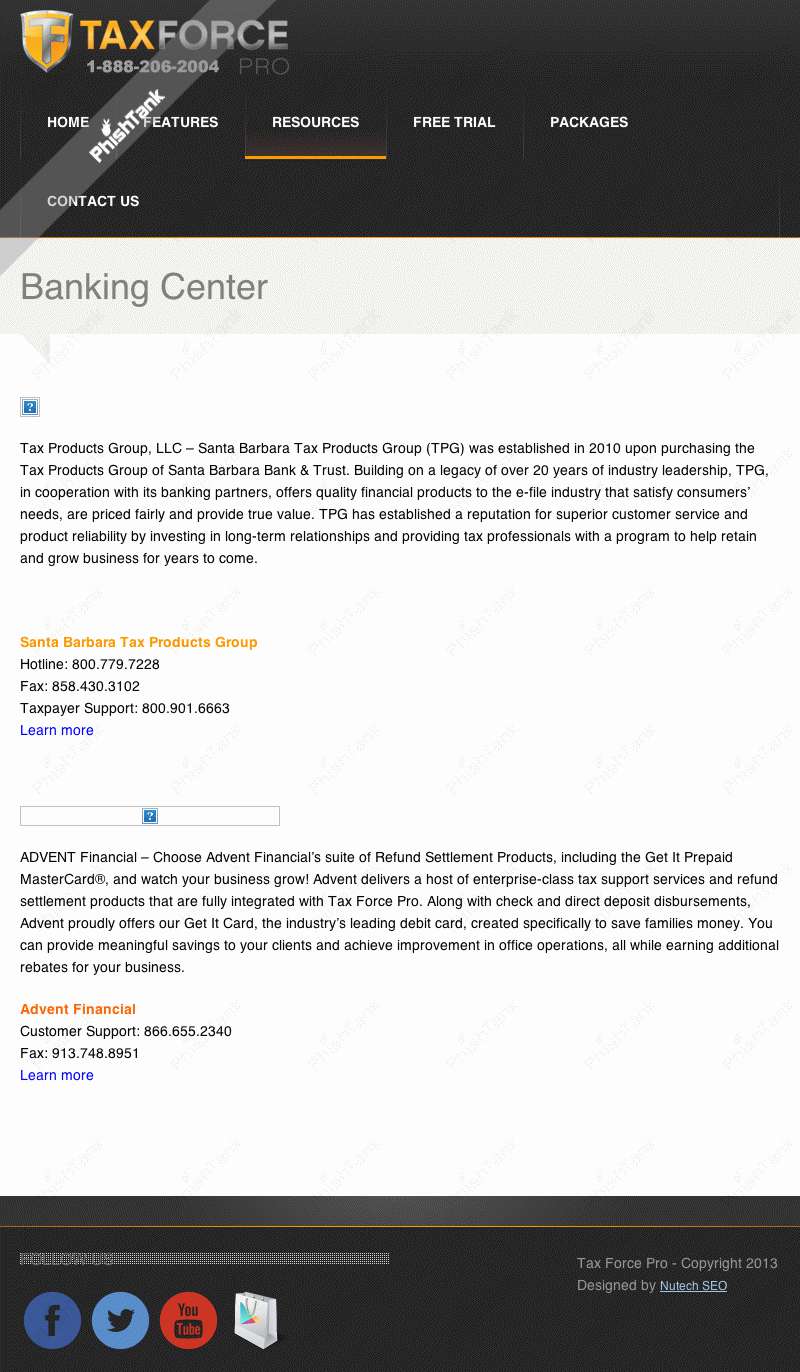 TAXFORCE
1-888-206-2004 PRO
PhishTank
HOME FEATURES RESOURCES FREE TRIAL PACKAGES
CONTACT US
Banking Center
Tax Products Group, LLC – Santa Barbara Tax Products Group (TPG) was established in 2010 upon purchasing the
Tax Products Group of Santa Barbara Bank & Trust. Building on a legacy of over 20 years of industry leadership, TPG,
in cooperation with its banking partners, offers quality financial products to the e-file industry that satisfy consumers’
needs, are priced fairly and provide true value. TPG has established a reputation for superior customer service and
product reliability by investing in long-term relationships and providing tax professionals with a program to help retain
and grow business for years to come.
Santa Barbara Tax Products Group
Hotline: 800.779.7228
Fax: 858.430.3102
Taxpayer Support: 800.901.6663
Learn more
ADVENT Financial – Choose Advent Financial’s suite of Refund Settlement Products, including the Get It Prepaid
MasterCard®, and watch your business grow! Advent delivers a host of enterprise-class tax support services and refund
settlement products that are fully integrated with Tax Force Pro. Along with check and direct deposit disbursements,
Advent proudly offers our Get It Card, the industry’s leading debit card, created specifically to save families money. You
can provide meaningful savings to your clients and achieve improvement in office operations, all while earning additional
rebates for your business.
Advent Financial
Customer Support: 866.655.2340
Fax: 913.748.8951
Learn more
Tax Force Pro - Copyright 2013
Designed by Nutech SEO
You
Tube